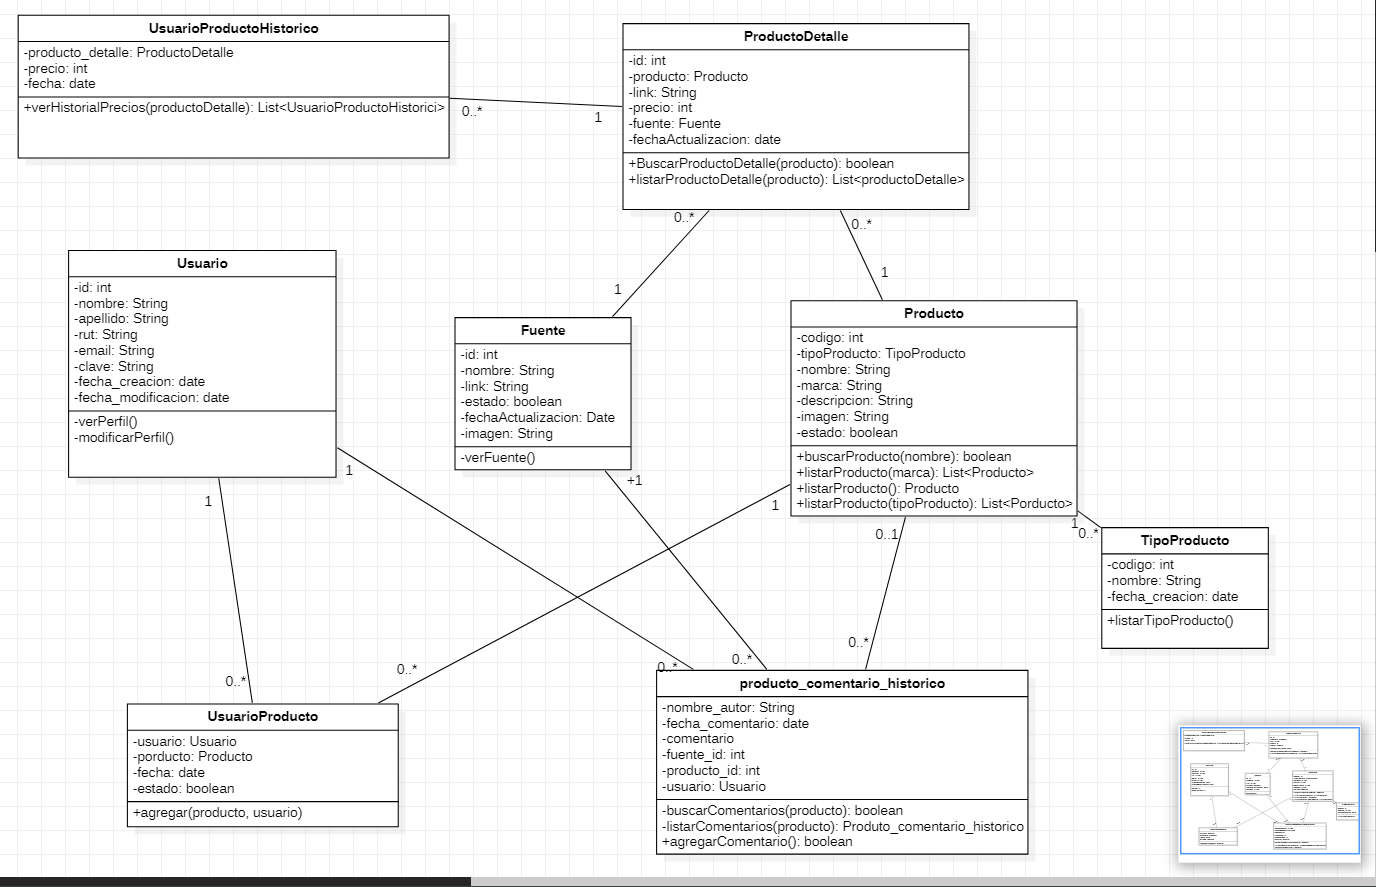 UsuarioProductoHistorico
-producto_detalle: ProductoDetalle
-precio: int
-fecha: date
+verHistorialPrecios(productoDetalle): List<UsuarioProductoHistorici>
0..*
1
ProductoDetalle
-id: int
-producto: Producto
-link: String
-precio: int
-fuente: Fuente
-fechaActualizacion: date
+BuscarProductoDetalle(producto): boolean
+listarProductoDetalle(producto): List<productoDetalle>
0..*
0..*
1
1
Usuario
-id: int
-nombre: String
-apellido: String
-rut: String
-email: String
-clave: String
-fecha_creacion: date
-fecha_modificacion: date
-verPerfil()
-modificarPerfil()
1
1
Fuente
-id: int
-nombre: String
-link: String
-estado: boolean
-fechaActualizacion: Date
-imagen: String
-verFuente()
+1
Producto
-codigo: int
-tipoProducto: TipoProducto
-nombre: String
-marca: String
-descripcion: String
-imagen: String
-estado: boolean
+buscarProducto(nombre): boolean
+listarProducto(marca): List<Producto>
+listarProducto(): Producto
+listarProducto(tipoProducto): List<Porducto>
1
0..1
1
0..*
TipoProducto
-codigo: int
-nombre: String
-fecha_creacion: date
+listarTipoProducto()
0..*
0..*
0..*
0..*
0..*
UsuarioProducto
-usuario: Usuario
-porducto: Producto
-fecha: date
-estado: boolean
+agregar(producto, usuario)
producto_comentario_historico
-nombre_autor: String
-fecha_comentario: date
-comentario
-fuente_id: int
-producto_id: int
-usuario: Usuario
-buscarComentarios(producto): boolean
-listarComentarios(producto): Produto_comentario_historico
+agregarComentario(): boolean